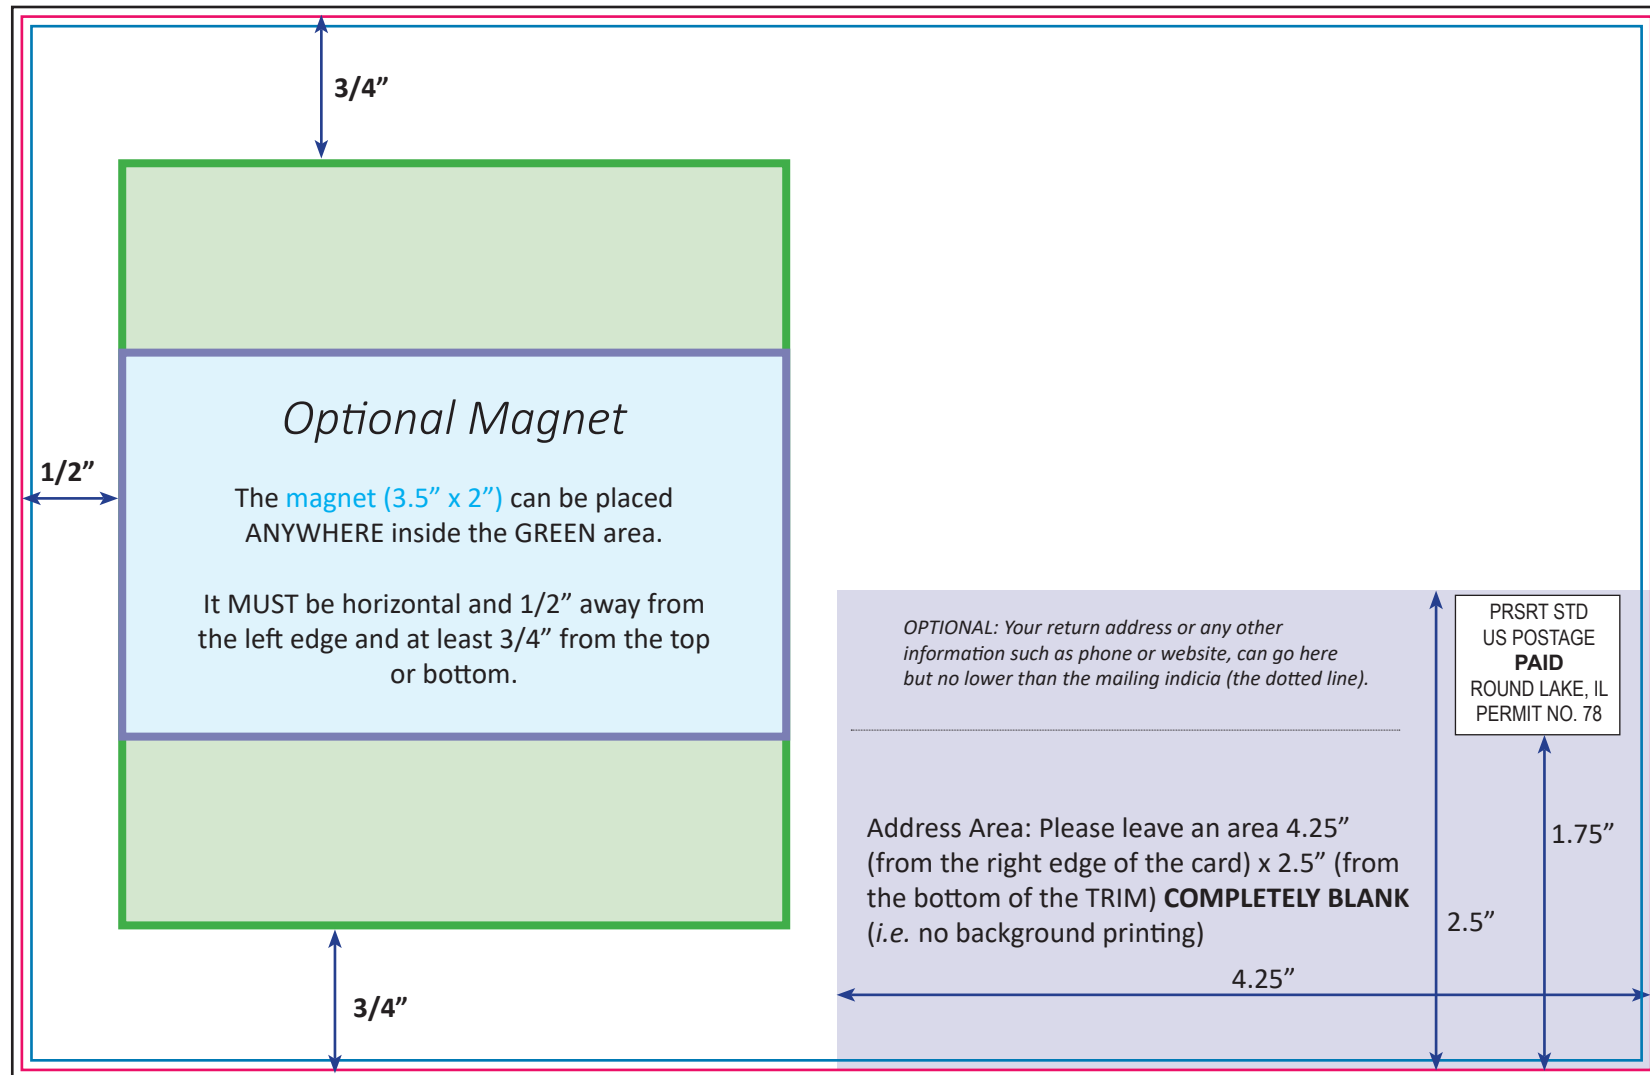 3/4”
1/2”
Optional Magnet
The magnet (3.5” x 2”) can be placed
ANYWHERE inside the GREEN area.
It MUST be horizontal and 1/2” away from
the left edge and at least 3/4” from the top
or bottom.
3/4”
OPTIONAL: Your return address or any other
information such as phone or website, can go here
but no lower than the mailing indicia (the dotted line).
PRSRT STD
US POSTAGE
PAID
ROUND LAKE, IL
PERMIT NO. 78
Address Area: Please leave an area 4.25”
(from the right edge of the card) x 2.5” (from
the bottom of the TRIM) COMPLETELY BLANK
(i.e. no background printing)
1.75”
2.5”
4.25”